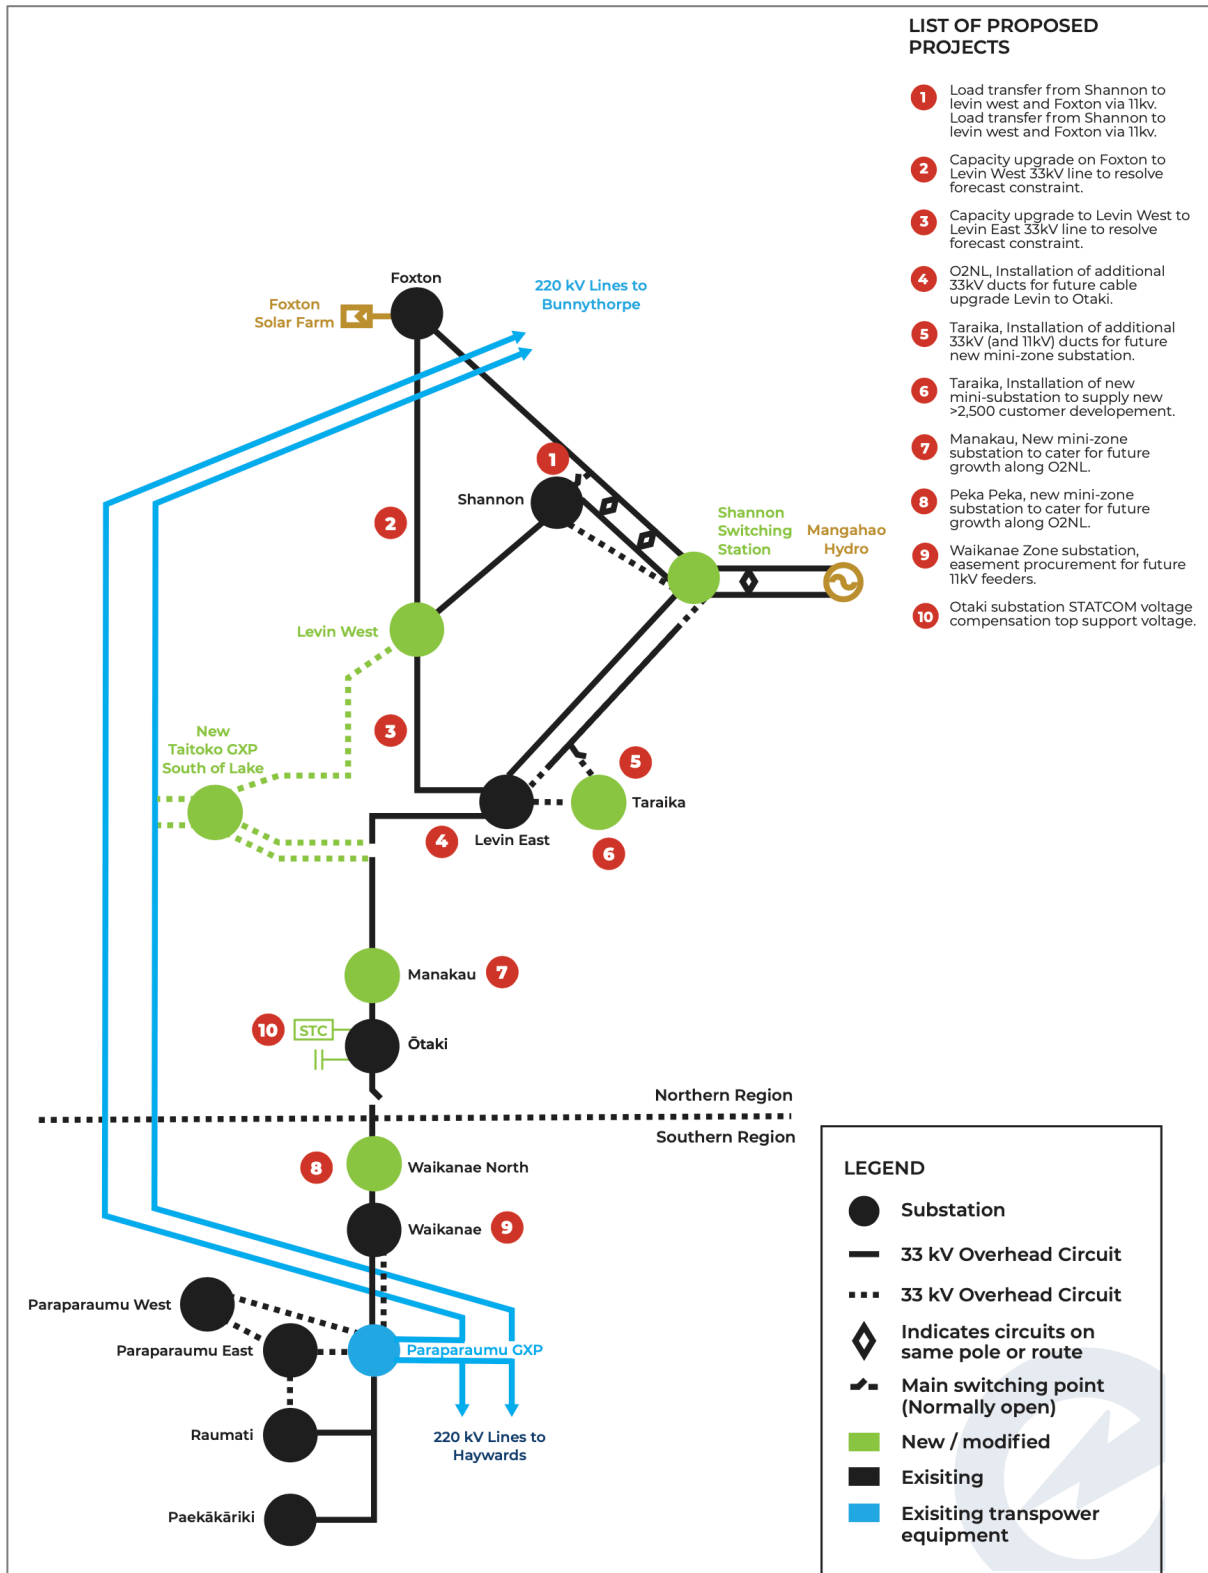 LIST OF PROPOSED
PROJECTS
1
Load transfer from Shannon to
levin west and Foxton via 11kv.
Load transfer from Shannon to
levin west and Foxton via 11kv.
2
Capacity upgrade on Foxton to
Levin West 33kV line to resolve
forecast constraint.
3
Capacity upgrade to Levin West to
Levin East 33kV line to resolve
forecast constraint.
4
O2NL, Installation of additional
33kV ducts for future cable
upgrade Levin to Otaki.
5
Taraika, Installation of additional
33kV (and 11kV) ducts for future
new mini-zone substation.
6
Taraika, Installation of new
mini-substation to supply new
>2,500 customer developement.
7
Manakau, New mini-zone
substation to cater for future
growth along O2NL.
8
Peka Peka, new mini-zone
substation to cater for future
growth along O2NL.
9
Waikanae Zone substation,
easement procurement for future
11kV feeders.
10
Otaki substation STATCOM voltage
compensation top support voltage.
Foxton
Foxton
Solar Farm
220 kV Lines to
Bunnythorpe
1
Shannon
2
Shannon
Switching
Station
Mangahao
Hydro
Levin West
3
New
Taitoko GXP
South of Lake
5
Taraika
4
Levin East
6
Manakau
7
10
STC
Ōtaki
Northern Region
Southern Region
8
Waikanae North
Waikanae
9
Paraparaumu West
Paraparaumu East
Paraparaumu GXP
Raumati
220 kV Lines to
Haywards
Paekākāriki
LEGEND
Substation
33 kV Overhead Circuit
33 kV Overhead Circuit
Indicates circuits on
same pole or route
Main switching point
(Normally open)
New / modified
Exisiting
Exisiting transpower
equipment